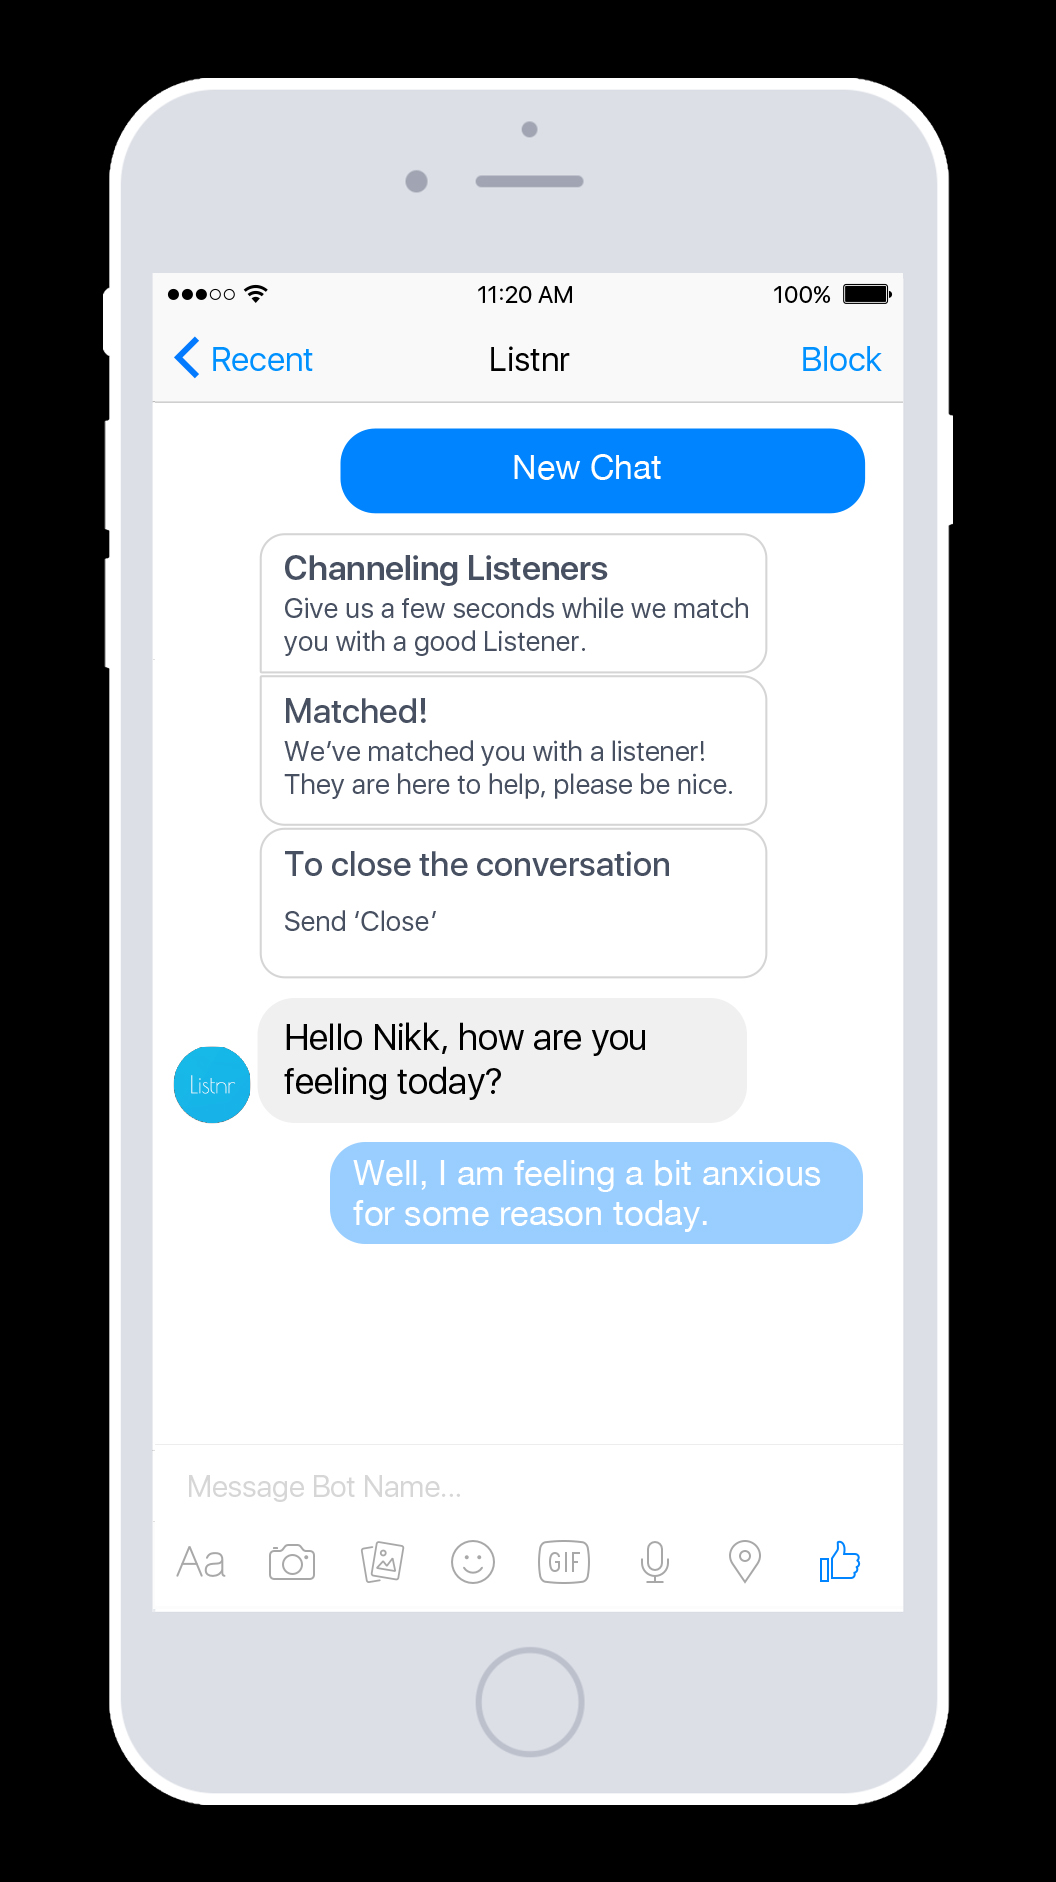 11:20 AM 100%
Recent Listnr Block
New Chat
Channeling Listeners
Give us a few seconds while we match
you with a good Listener.
Matched!
We’ve matched you with a listener!
They are here to help, please be nice.
To close the conversation
Send ‘Close’
Hello Nikk, how are you
feeling today?
Listnr
Well, I am feeling a bit anxious
for some reason today.
Message Bot Name...
Aa GIF